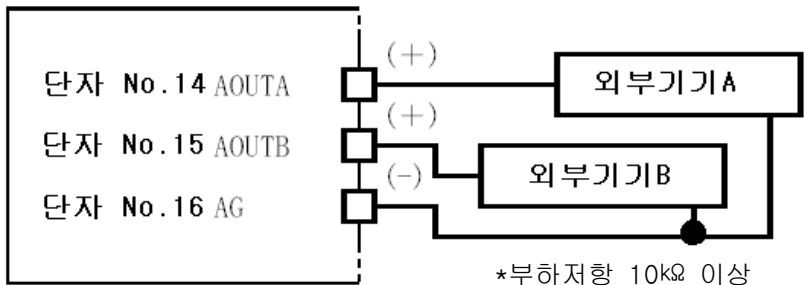 (+)
단자 No.14 AOUTA
외부기기A
(+)
단자 No.15 AOUTB
외부기기B
(-)
단자 No.16 AG
*부하저항 10kΩ 이상